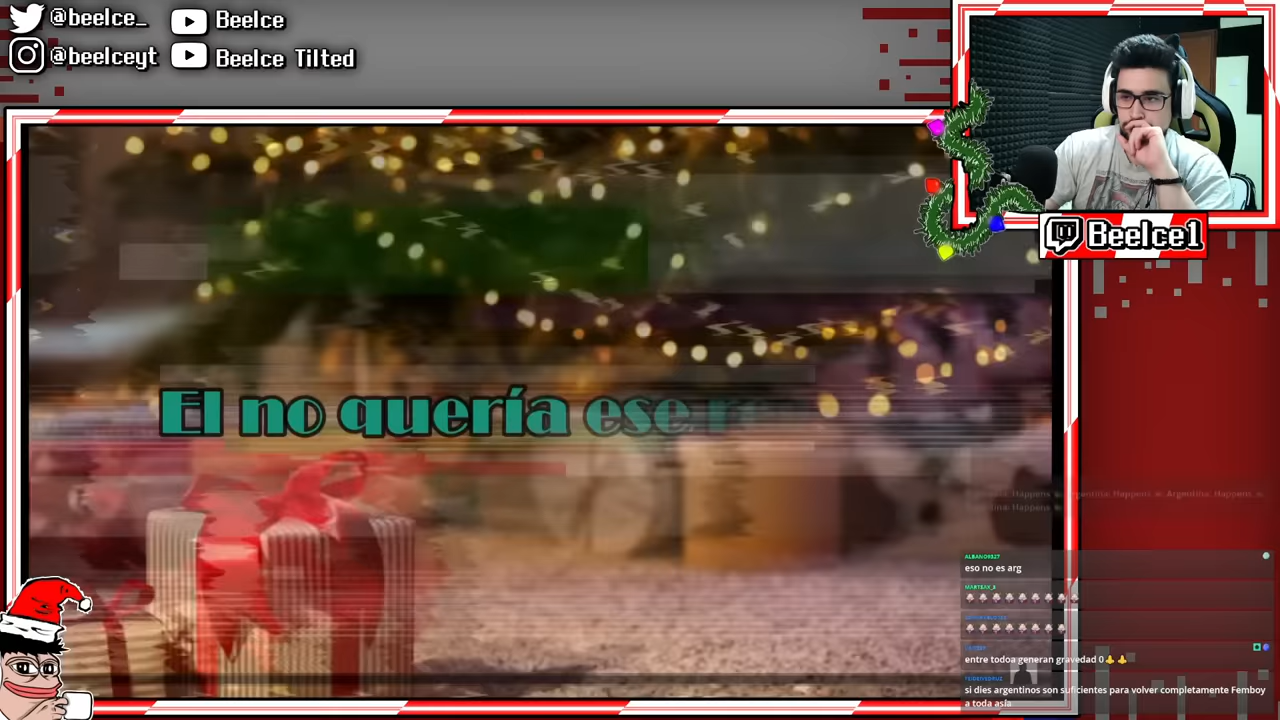 @beelce_
Beelce
@beelceyt
Beelce Tilted
Beelce1
El no quería ese
ALBANO9327
eso no es arg
entre todoa generan gravedad 0
si dies argentinos son suficientes para volver completamente Femboy
a toda asia